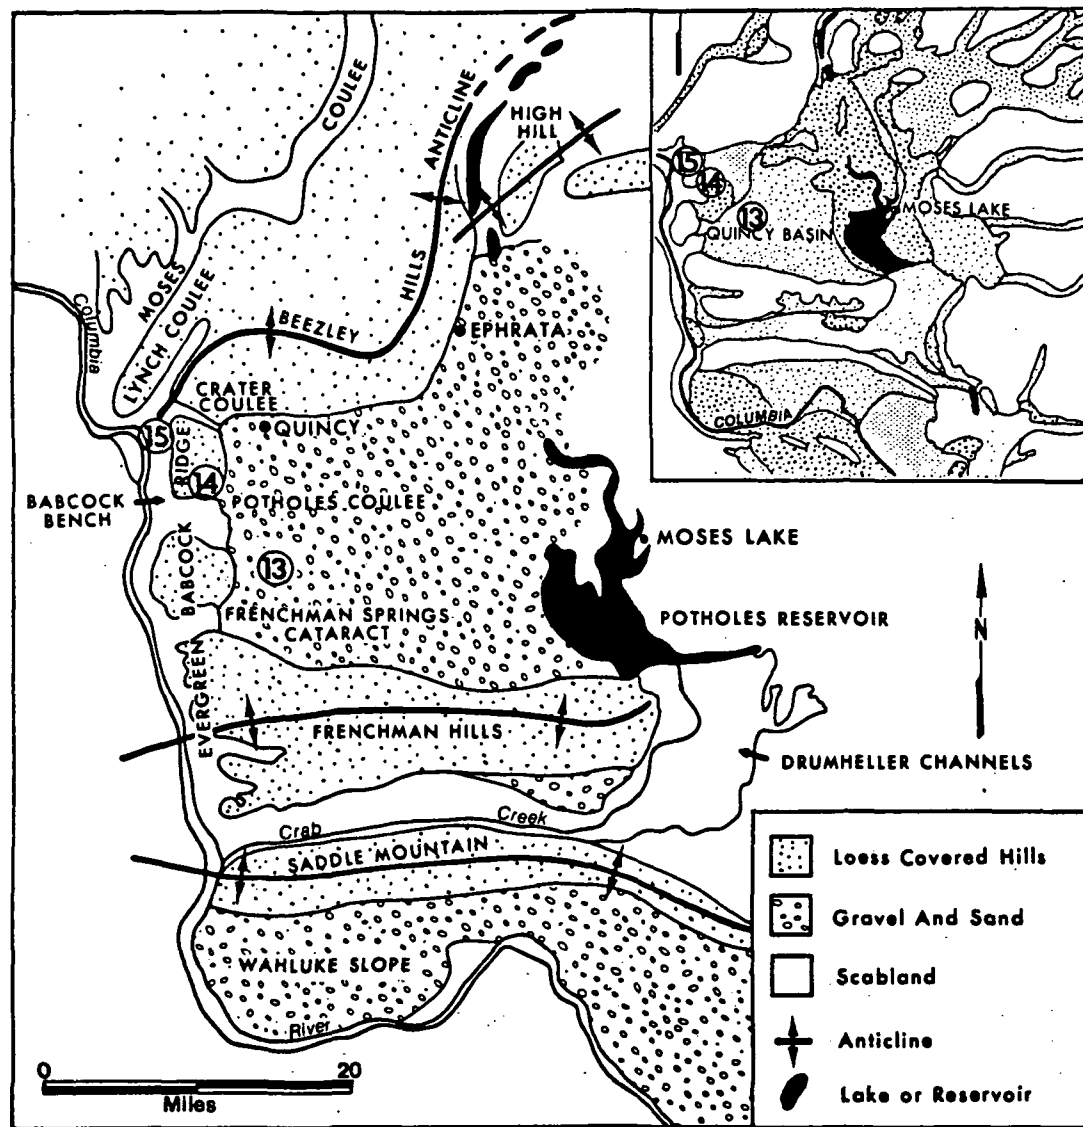 MOSES
COULEE
LYNCH COULEE
BEEZLEY
HILLS
ANTICLINE
HIGH
HILL
Columbia
CRATER
COULEE
EPHRATA
QUINCY
15
RIDGE
14
BABCOCK
BENCH
POTHOLES COULEE
MOSES LAKE
13
BABCOCK
FRENCHMAN SPRINGS
CATARACT
POTHOLES RESERVOIR
N
EVERGREEN
FRENCHMAN HILLS
DRUMHELLER CHANNELS
Crab Creek
SADDLE MOUNTAIN
WAHLUKE SLOPE
River
0 20
Miles
15
14
13
MOSES LAKE
QUINCY BASIN
COLUMBIA
Loess Covered Hills
Gravel And Sand
Scabland
Anticline
Lake or Reservoir